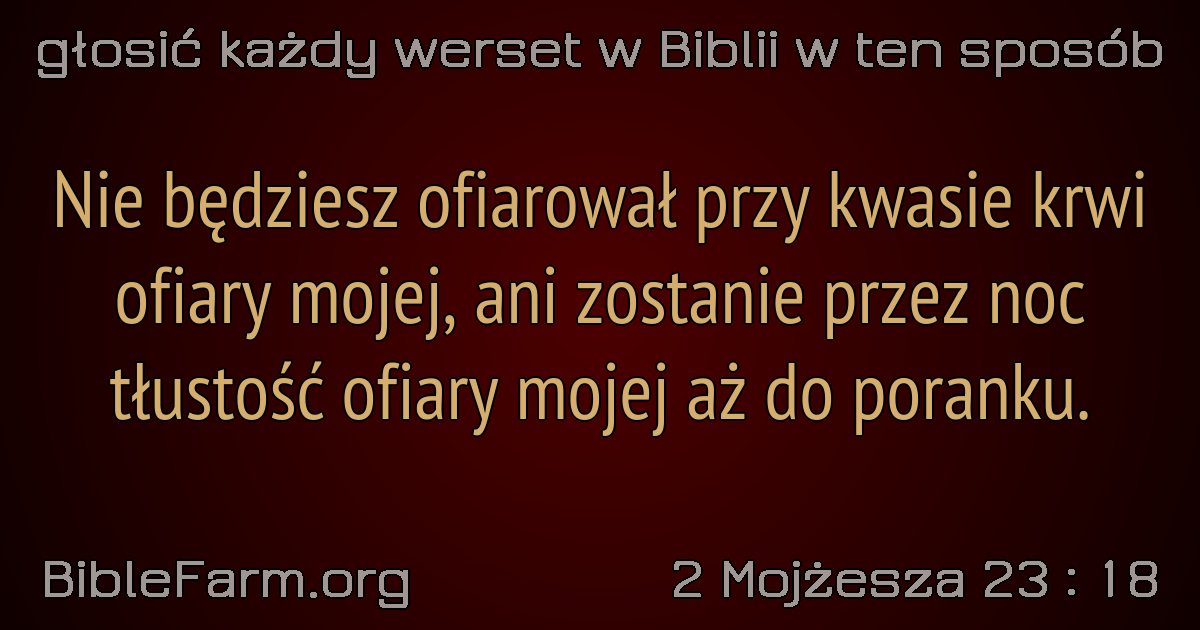 głosić każdy werset w Biblii w ten sposób
Nie będziesz ofiarował przy kwasie krwi
ofiary mojej, ani zostanie przez noc
tłustość ofiary mojej aż do poranku.
BibleFarm.org
2 Mojżesza 23 : 18